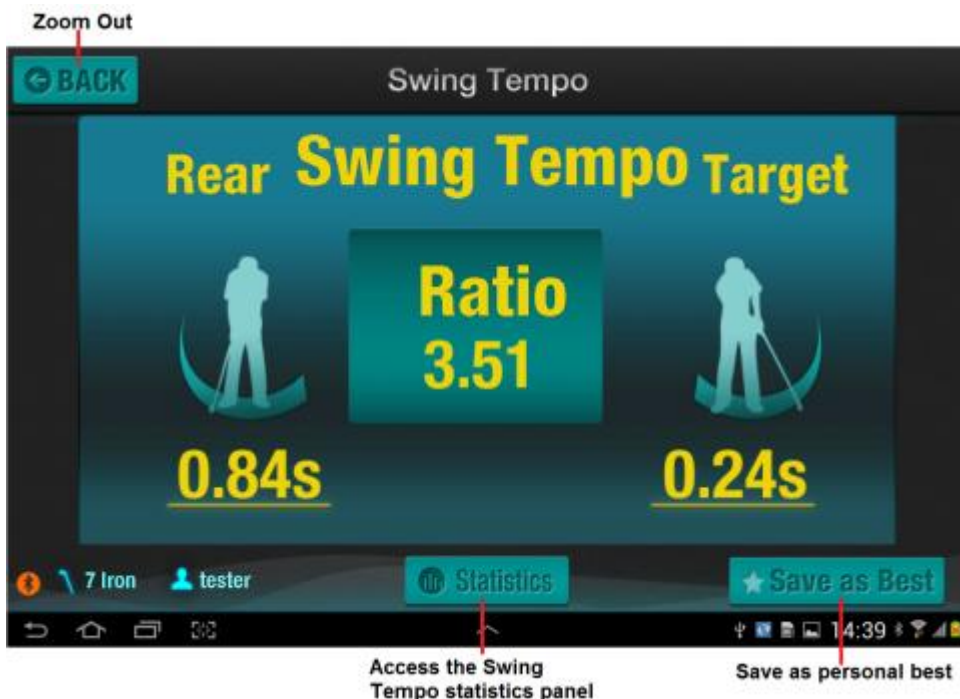 Zoom Out
BACK
Swing Tempo
Rear Swing Tempo Target
Ratio
3.51
0.84s
0.24s
7 Iron
tester
Statistics
Save as Best
14:39
Access the Swing
Tempo statistics panel
Save as personal best